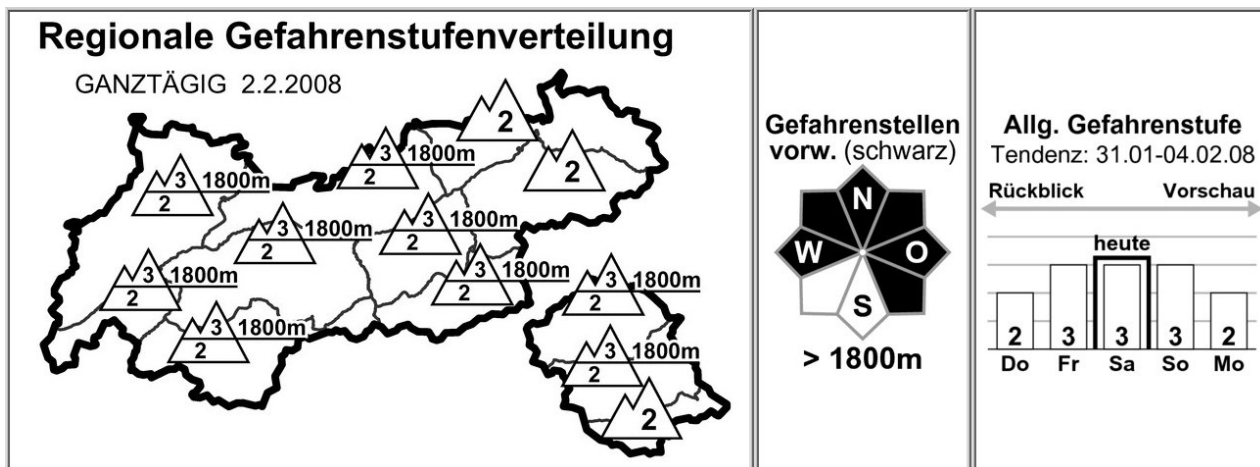 Regionale Gefahrenstufenverteilung
GANZTÄGIG 2.2.2008
2
3 1800m
2
2
3 1800m
2
3 1800m
2
3 1800m
2
3 1800m
2
3 1800m
2
3 1800m
2
3 1800m
2
3 1800m
2
2
Gefahrenstellen
vorw. (schwarz)
N
W O
S
> 1800m
Allg. Gefahrenstufe
Tendenz: 31.01-04.02.08
Rückblick Vorschau
heute
2 3 3 3 2
Do Fr Sa So Mo